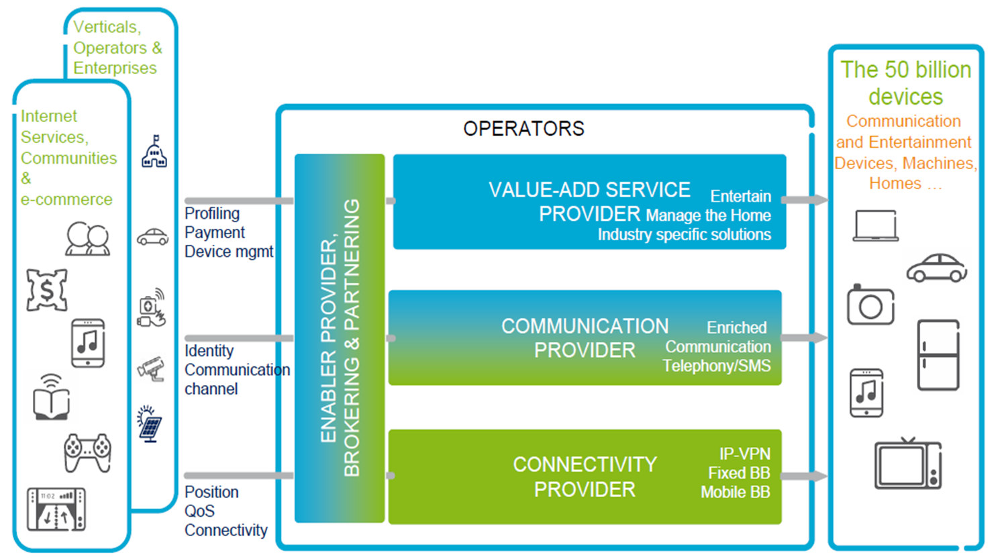 Verticals,
Operators &
Enterprises
Internet
Services,
Communities
&
e-commerce
11:02
Profiling
Payment
Device mgmt
Identity
Communication
channel
Position
QoS
Connectivity
OPERATORS
ENABLER PROVIDER,
BROKERING & PARTNERING
VALUE-ADD SERVICE
PROVIDER
Entertain
Manage the Home
Industry specific solutions
COMMUNICATION
PROVIDER
Enriched
Communication
Telephony/SMS
CONNECTIVITY
PROVIDER
IP-VPN
Fixed BB
Mobile BB
The 50 billion
devices
Communication
and Entertainment
Devices, Machines,
Homes ...